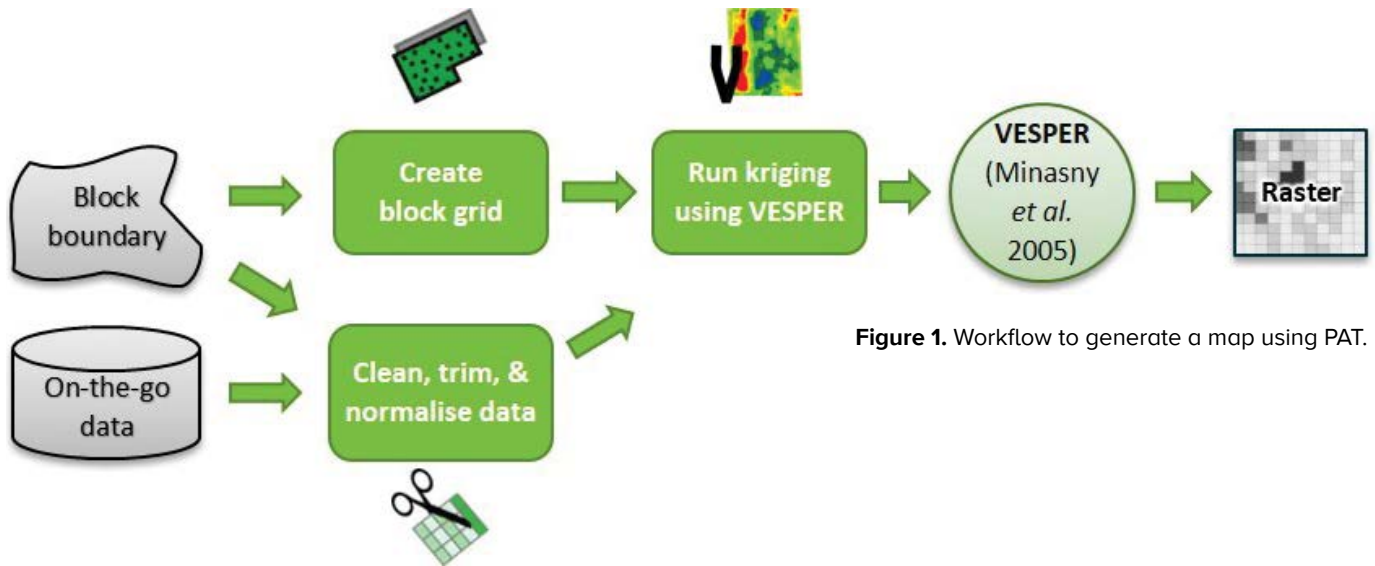 Block
boundary
On-the-go
data
Create
block grid
Clean, trim, &
normalise data
V
Run kriging
using VESPER
VESPER
(Minasny
et al.
2005)
Raster
Figure 1. Workflow to generate a map using PAT.